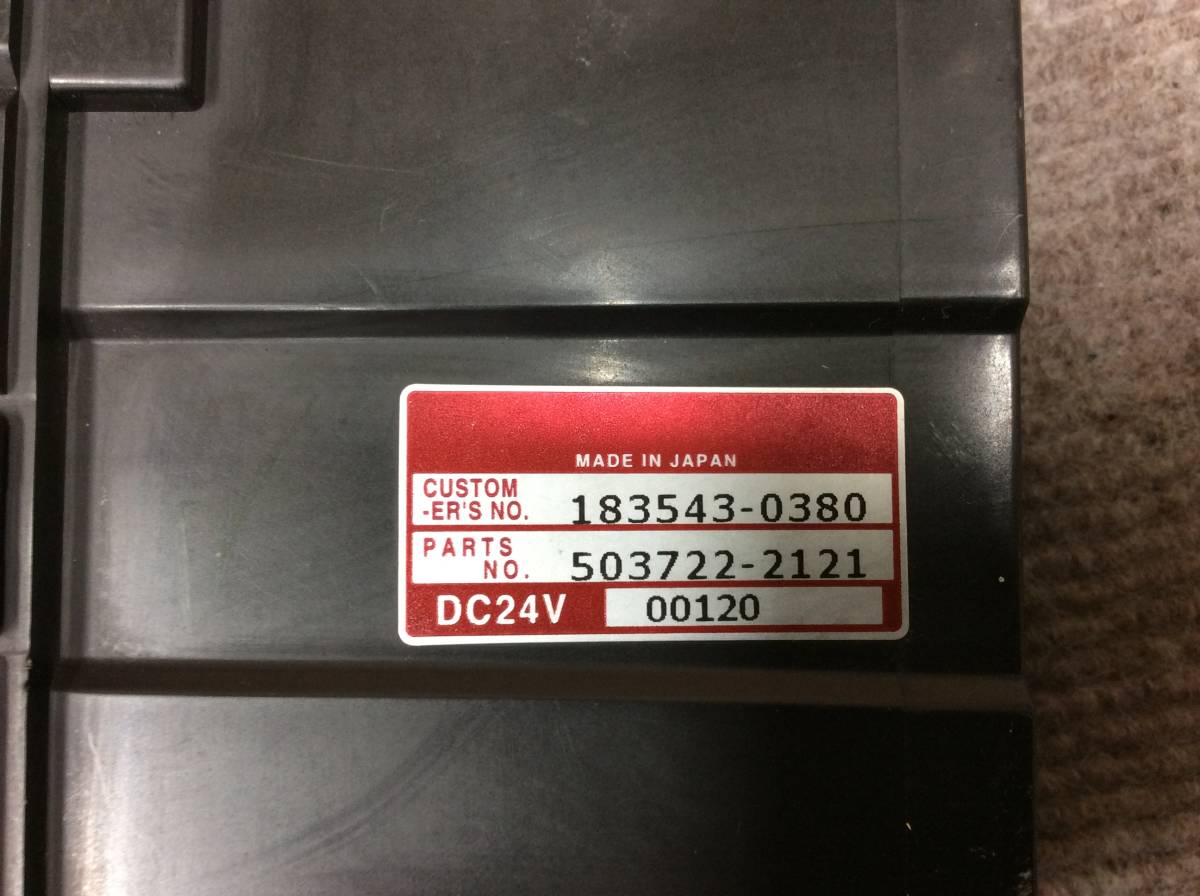 MADE IN JAPAN
CUSTOM
-ER'S NO. 183543-0380
PARTS
NO. 503722-2121
DC24V 00120